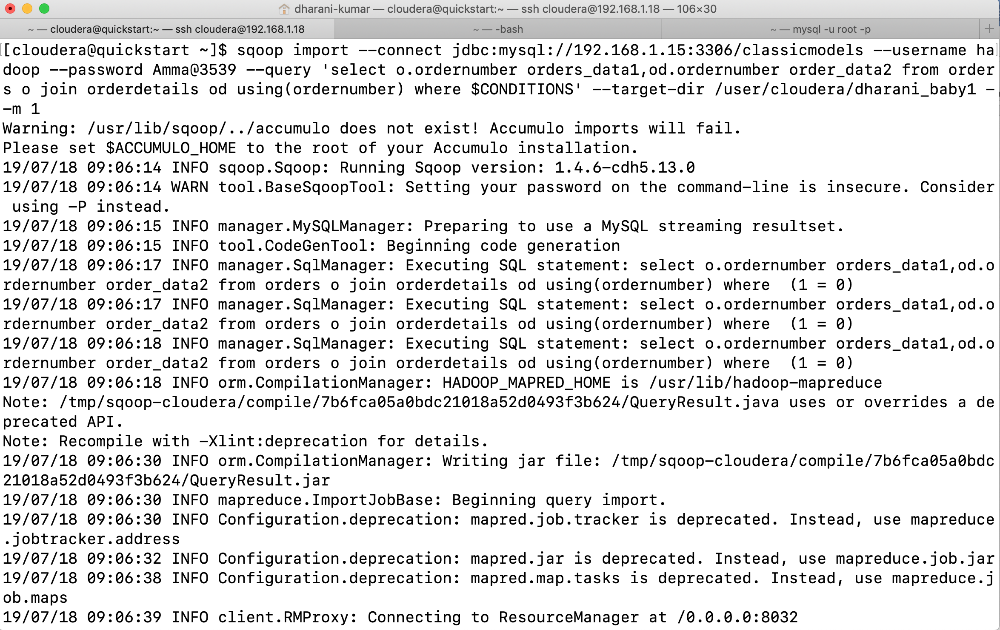 dharani-kumar — cloudera@quickstart:~ — ssh cloudera@192.168.1.18 — 106×30
~ — cloudera@quickstart:~ — ssh cloudera@192.168.1.18
~ — -bash
~ — mysql -u root -p
[cloudera@quickstart ~]$ sqoop import --connect jdbc:mysql://192.168.1.15:3306/classicmodels --username ha
doop --password Amma@3539 --query 'select o.ordernumber orders_data1,od.ordernumber order_data2 from order
s o join orderdetails od using(ordernumber) where $CONDITIONS' --target-dir /user/cloudera/dharani_baby1 -
-m 1
Warning: /usr/lib/sqoop/../accumulo does not exist! Accumulo imports will fail.
Please set $ACCUMULO_HOME to the root of your Accumulo installation.
19/07/18 09:06:14 INFO sqoop.Sqoop: Running Sqoop version: 1.4.6-cdh5.13.0
19/07/18 09:06:14 WARN tool.BaseSqoopTool: Setting your password on the command-line is insecure. Consider
 using -P instead.
19/07/18 09:06:15 INFO manager.MySQLManager: Preparing to use a MySQL streaming resultset.
19/07/18 09:06:15 INFO tool.CodeGenTool: Beginning code generation
19/07/18 09:06:17 INFO manager.SqlManager: Executing SQL statement: select o.ordernumber orders_data1,od.o
rdernumber order_data2 from orders o join orderdetails od using(ordernumber) where  (1 = 0)
19/07/18 09:06:17 INFO manager.SqlManager: Executing SQL statement: select o.ordernumber orders_data1,od.o
rdernumber order_data2 from orders o join orderdetails od using(ordernumber) where  (1 = 0)
19/07/18 09:06:18 INFO manager.SqlManager: Executing SQL statement: select o.ordernumber orders_data1,od.o
rdernumber order_data2 from orders o join orderdetails od using(ordernumber) where  (1 = 0)
19/07/18 09:06:18 INFO orm.CompilationManager: HADOOP_MAPRED_HOME is /usr/lib/hadoop-mapreduce
Note: /tmp/sqoop-cloudera/compile/7b6fca05a0bdc21018a52d0493f3b624/QueryResult.java uses or overrides a de
precated API.
Note: Recompile with -Xlint:deprecation for details.
19/07/18 09:06:30 INFO orm.CompilationManager: Writing jar file: /tmp/sqoop-cloudera/compile/7b6fca05a0bdc
21018a52d0493f3b624/QueryResult.jar
19/07/18 09:06:30 INFO mapreduce.ImportJobBase: Beginning query import.
19/07/18 09:06:30 INFO Configuration.deprecation: mapred.job.tracker is deprecated. Instead, use mapreduce
.jobtracker.address
19/07/18 09:06:32 INFO Configuration.deprecation: mapred.jar is deprecated. Instead, use mapreduce.job.jar
19/07/18 09:06:38 INFO Configuration.deprecation: mapred.map.tasks is deprecated. Instead, use mapreduce.j
ob.maps
19/07/18 09:06:39 INFO client.RMProxy: Connecting to ResourceManager at /0.0.0.0:8032